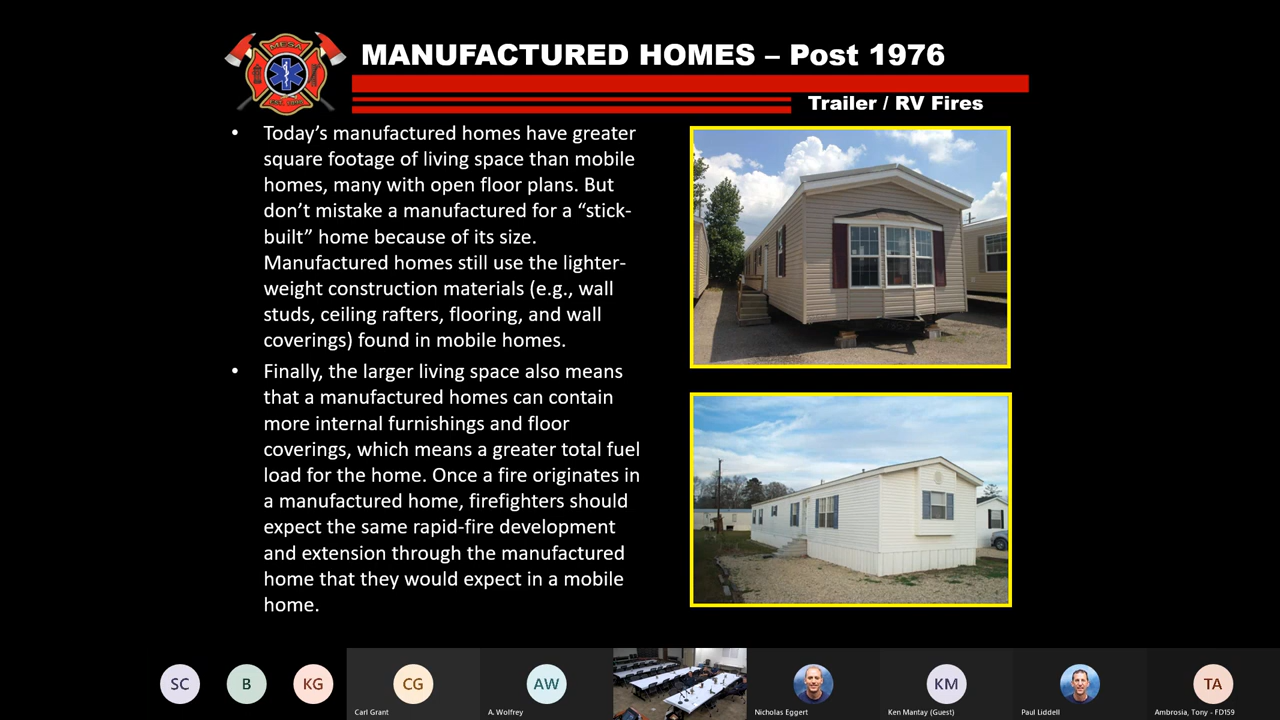 MESA
EST. 1898
MANUFACTURED HOMES – Post 1976
Trailer / RV Fires
• Today’s manufactured homes have greater
square footage of living space than mobile
homes, many with open floor plans. But
don’t mistake a manufactured for a “stick-
built” home because of its size.
Manufactured homes still use the lighter-
weight construction materials (e.g., wall
studs, ceiling rafters, flooring, and wall
coverings) found in mobile homes.
• Finally, the larger living space also means
that a manufactured homes can contain
more internal furnishings and floor
coverings, which means a greater total fuel
load for the home. Once a fire originates in
a manufactured home, firefighters should
expect the same rapid-fire development
and extension through the manufactured
home that they would expect in a mobile
home.
SC
B
KG
CG
AW
KM
TA
Carl Grant
A. Wolfrey
Nicholas Eggert
Ken Mantay (Guest)
Paul Liddell
Ambrosia, Tony - FD1S9